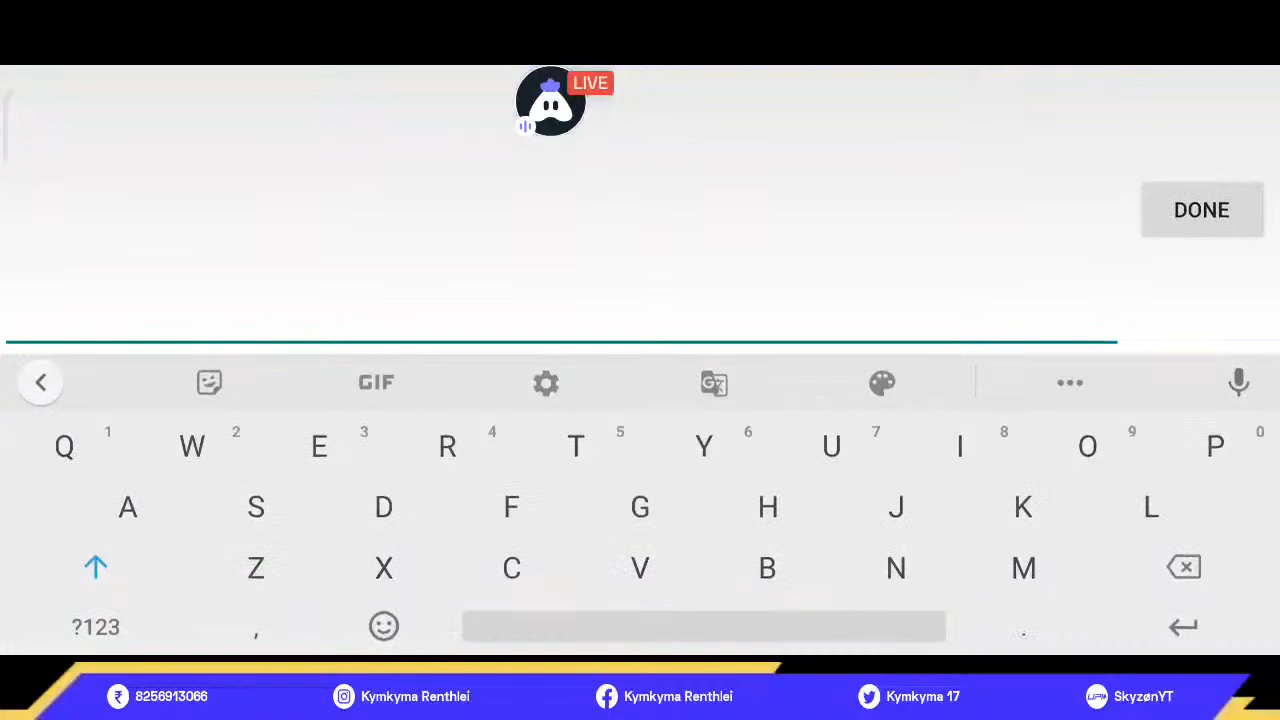 LIVE
DONE
GIF
Q 1 W 2 E 3 R 4 T 5 Y 6 U 7 I 8 O 9 P 0
A S D F G H J K L
Z X C V B N M
?123 , .
8256913066 Kymkyma Renthlei Kymkyma Renthlei Kymkyma 17 UPI SkyzønYT